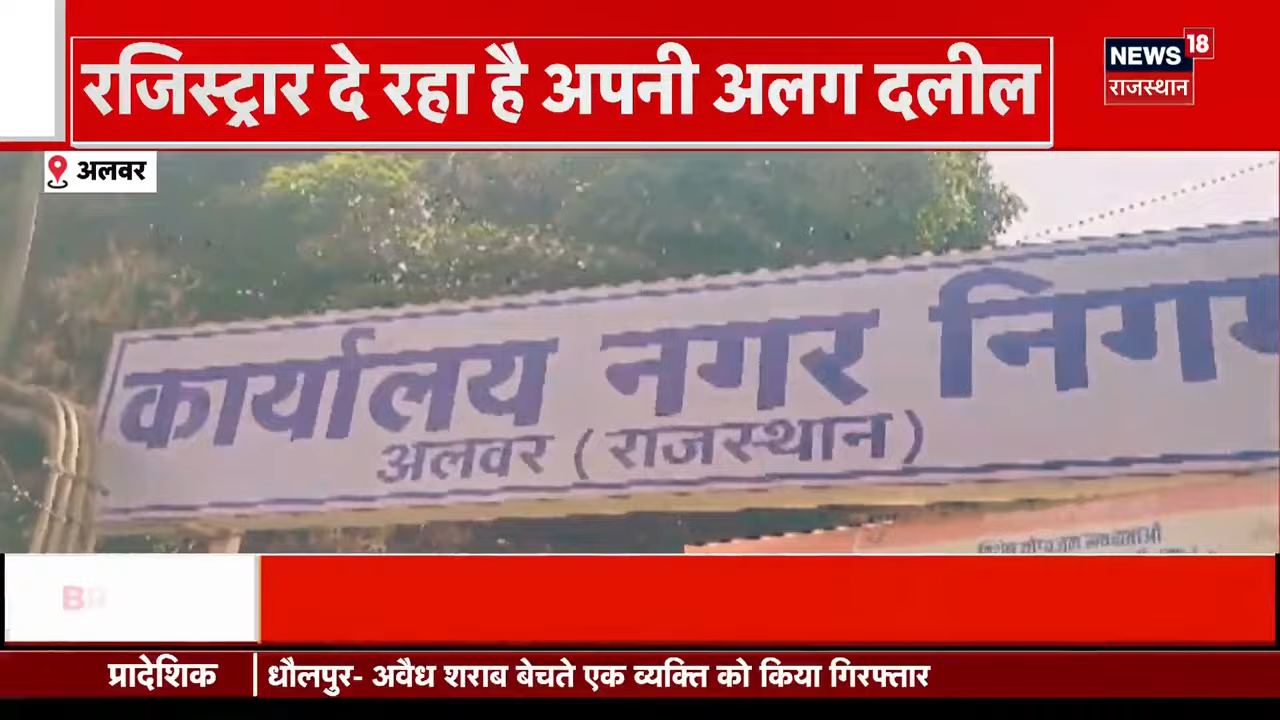 रजिस्ट्रार दे रहा है अपनी अलग दलील
NEWS 18
राजस्थान
अलवर
कार्यालय नगर निगम
अलवर (राजस्थान)
प्रादेशिक
धौलपुर- अवैध शराब बेचते एक व्यक्ति को किया गिरफ्तार